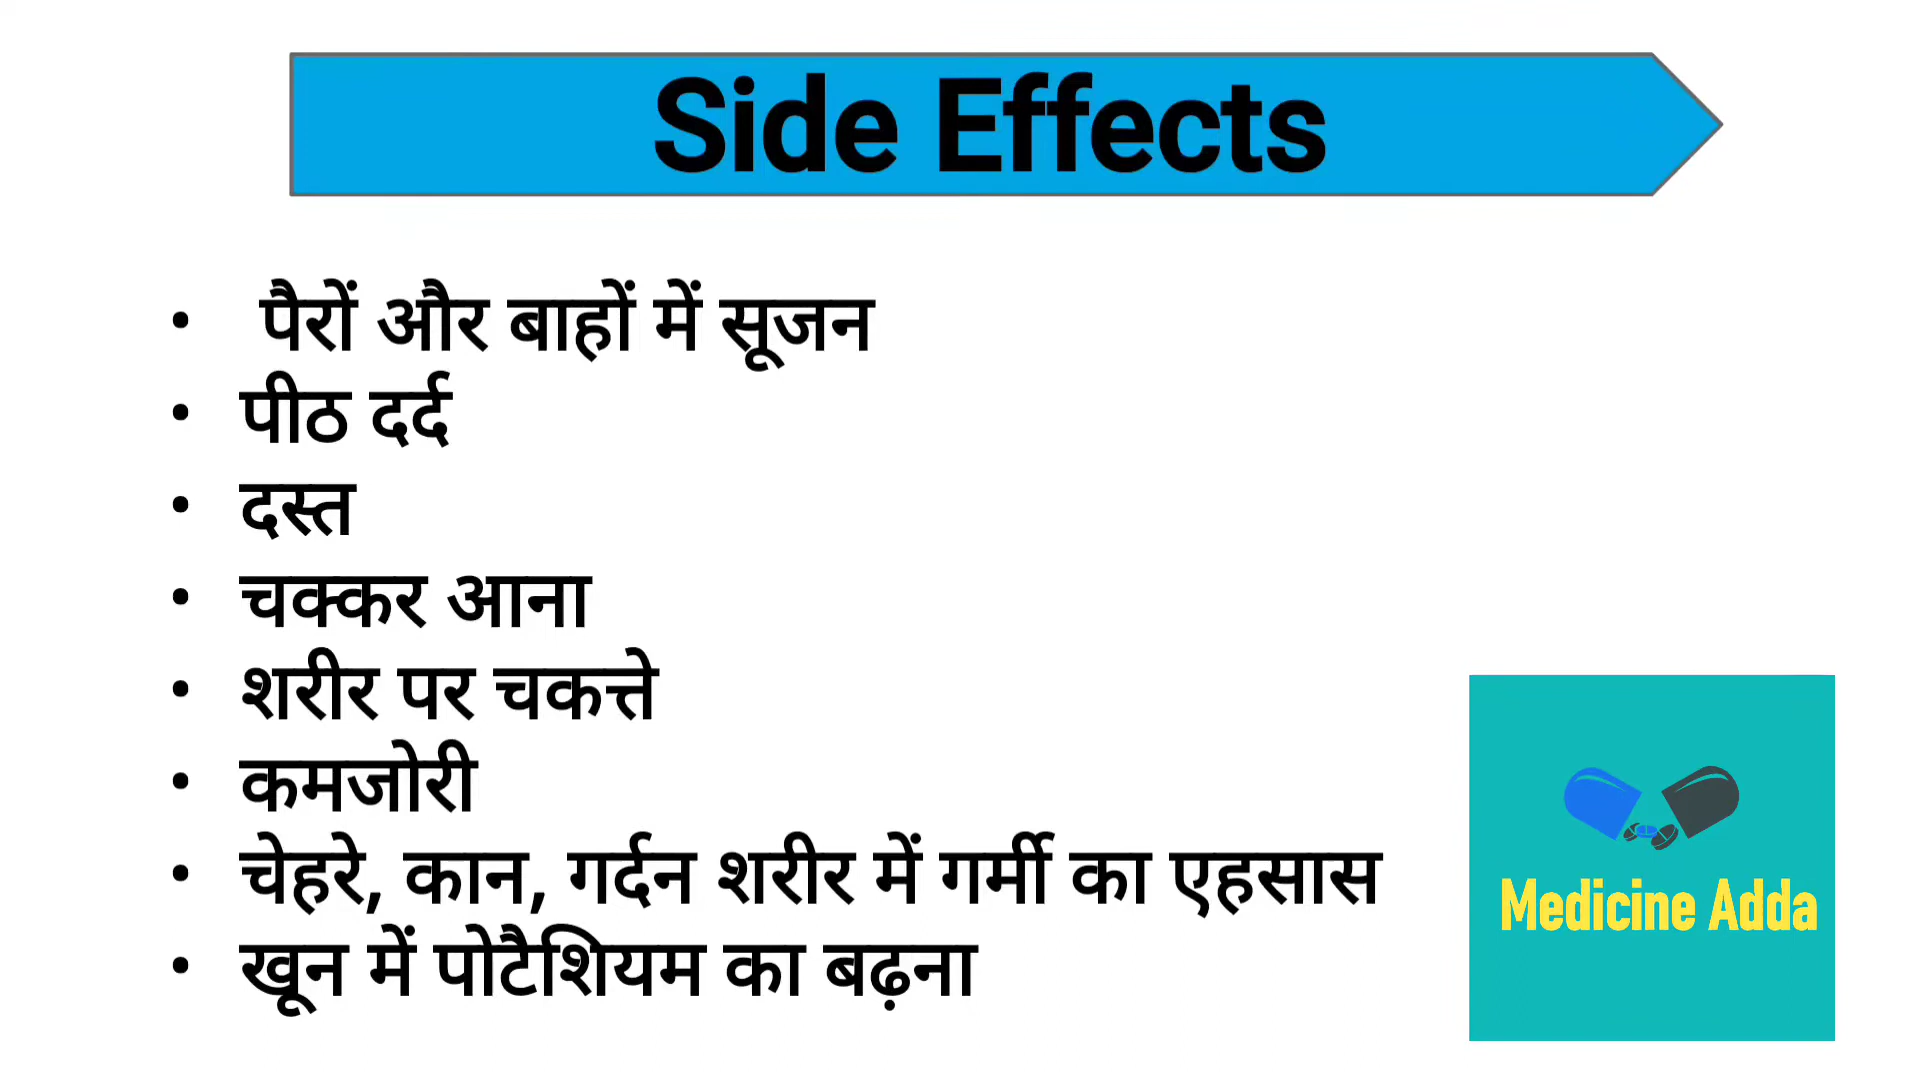 Side Effects
• पैरों और बाहों में सूजन
• पीठ दर्द
• दस्त
• चक्कर आना
• शरीर पर चकत्ते
• कमजोरी
• चेहरे, कान, गर्दन शरीर में गर्मी का एहसास
• खून में पोटैशियम का बढ़ना
Medicine Adda